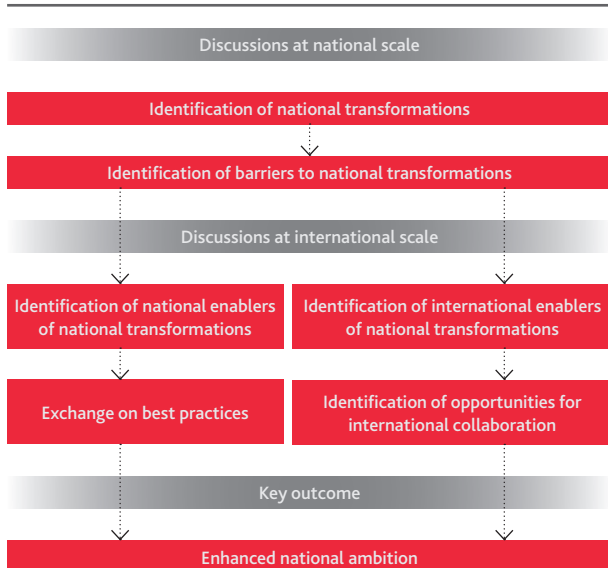 Discussions at national scale
Identification of national transformations
Identification of barriers to national transformations
Discussions at international scale
Identification of national enablers
of national transformations
Identification of international enablers
of national transformations
Exchange on best practices
Identification of opportunities for
international collaboration
Key outcome
Enhanced national ambition